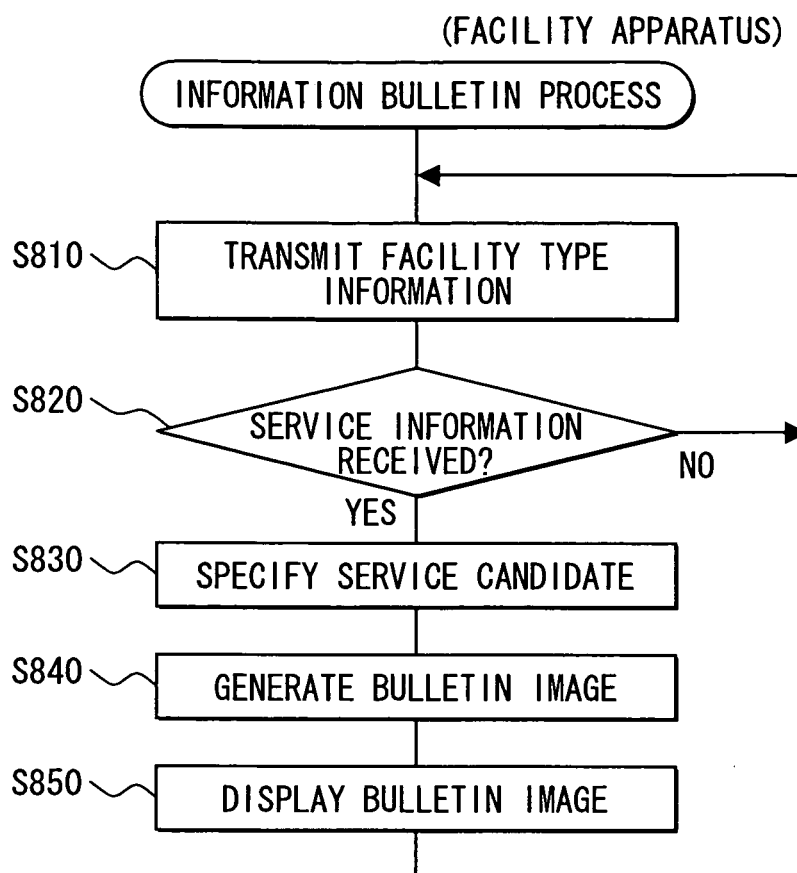 (FACILITY APPARATUS)
INFORMATION BULLETIN PROCESS
S810
TRANSMIT FACILITY TYPE
INFORMATION
S820
SERVICE INFORMATION
RECEIVED?
NO
YES
S830
SPECIFY SERVICE CANDIDATE
S840
GENERATE BULLETIN IMAGE
S850
DISPLAY BULLETIN IMAGE